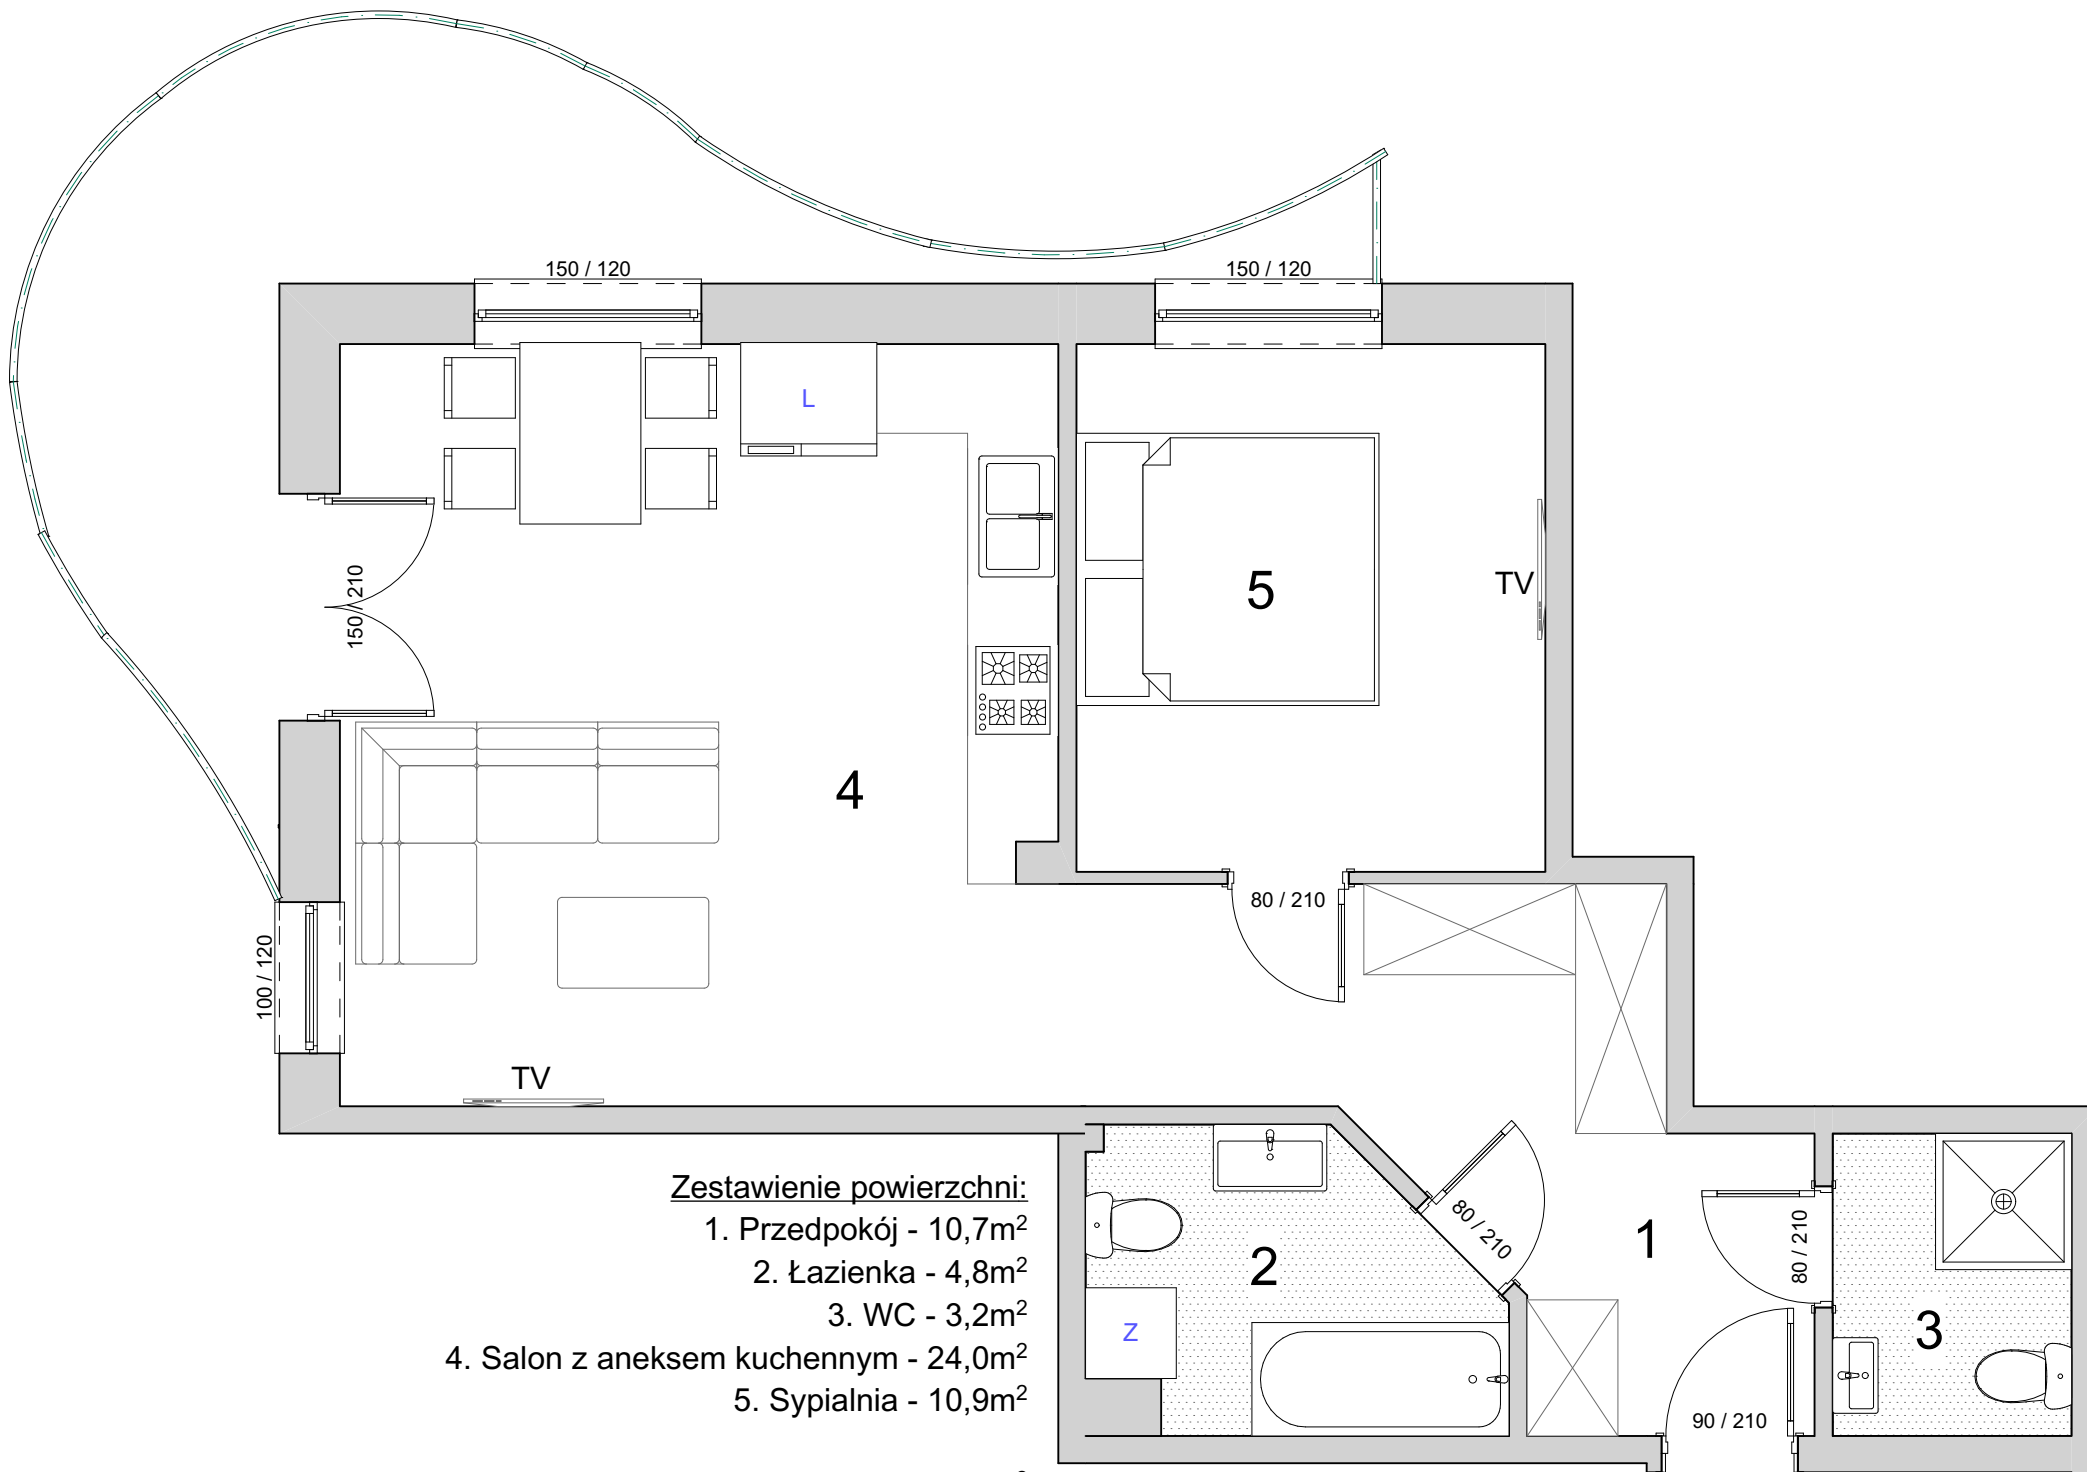 150 / 120
150 / 120
L
5
TV
150 / 210
4
80 / 210
100 / 120
TV
Zestawienie powierzchni:
1. Przedpokój - 10,7m²
2. Łazienka - 4,8m²
3. WC - 3,2m²
4. Salon z aneksem kuchennym - 24,0m²
5. Sypialnia - 10,9m²
80 / 210
1
80 / 210
2
Z
3
90 / 210